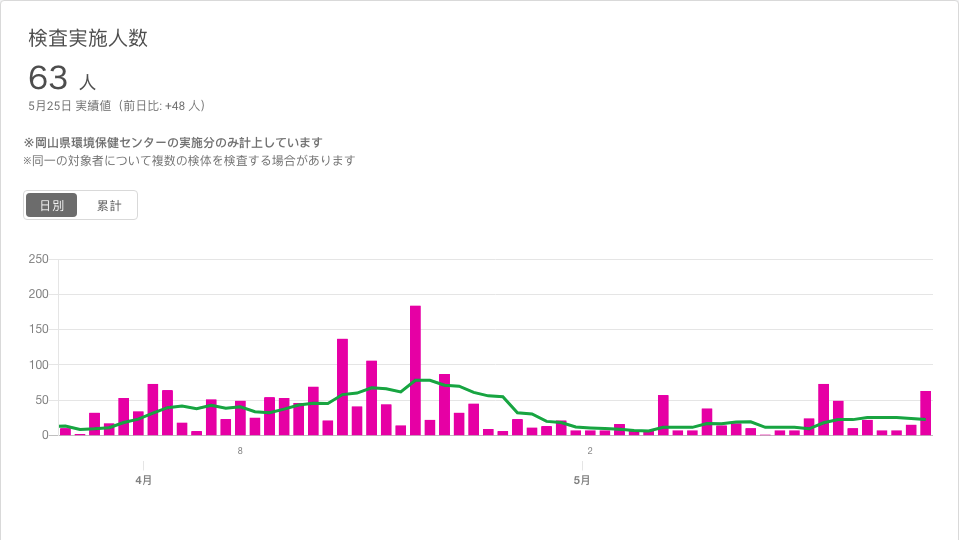 検査実施人数
63 人
5月25日 実績値（前日比: +48 人）
※岡山県環境保健センターの実施分のみ計上しています
※同一の対象者について複数の検体を検査する場合があります
日別 累計
250
200
150
100
50
0
8 2
4月 5月